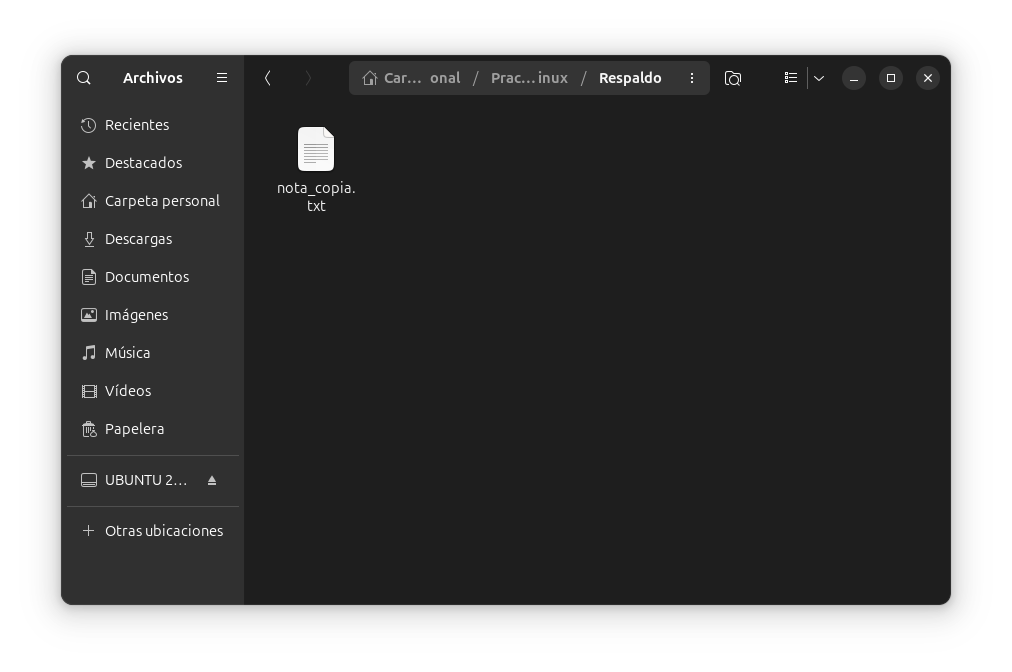 Archivos
Car… onal / Prac…inux / Respaldo
Recientes
Destacados
Carpeta personal
Descargas
Documentos
Imágenes
Música
Vídeos
Papelera
UBUNTU 2…
Otras ubicaciones
nota_copia.
txt